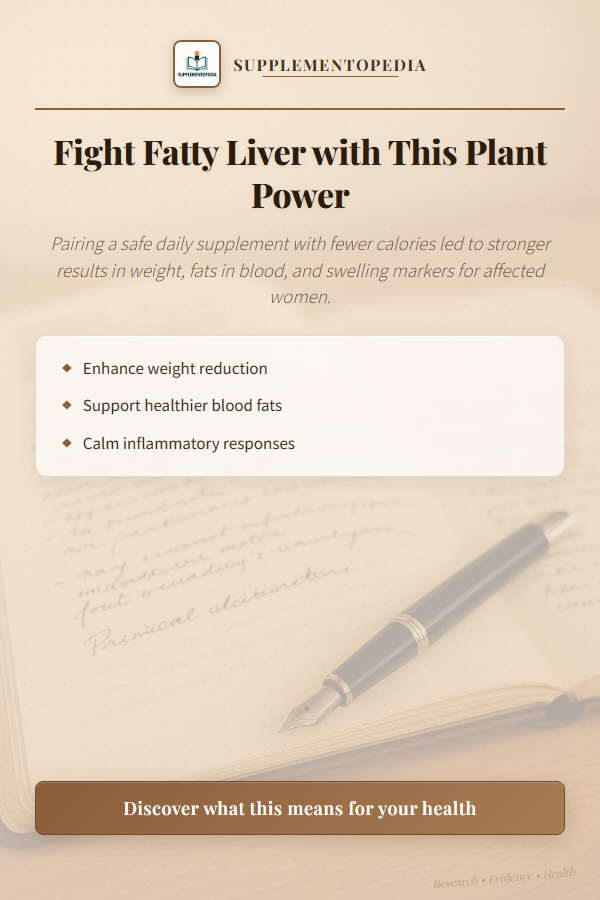 SUPPLEMENTOPEDIA
SUPPLEMENTOPEDIA
Fight Fatty Liver with This Plant
Power
Pairing a safe daily supplement with fewer calories led to stronger
results in weight, fats in blood, and swelling markers for affected
women.
Enhance weight reduction
Support healthier blood fats
Calm inflammatory responses
Discover what this means for your health
Research • Evidence • Health